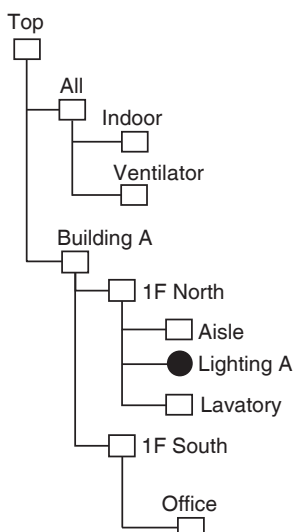 Top
All
Indoor
Ventilator
Building A
1F North
Aisle
Lighting A
Lavatory
1F South
Office